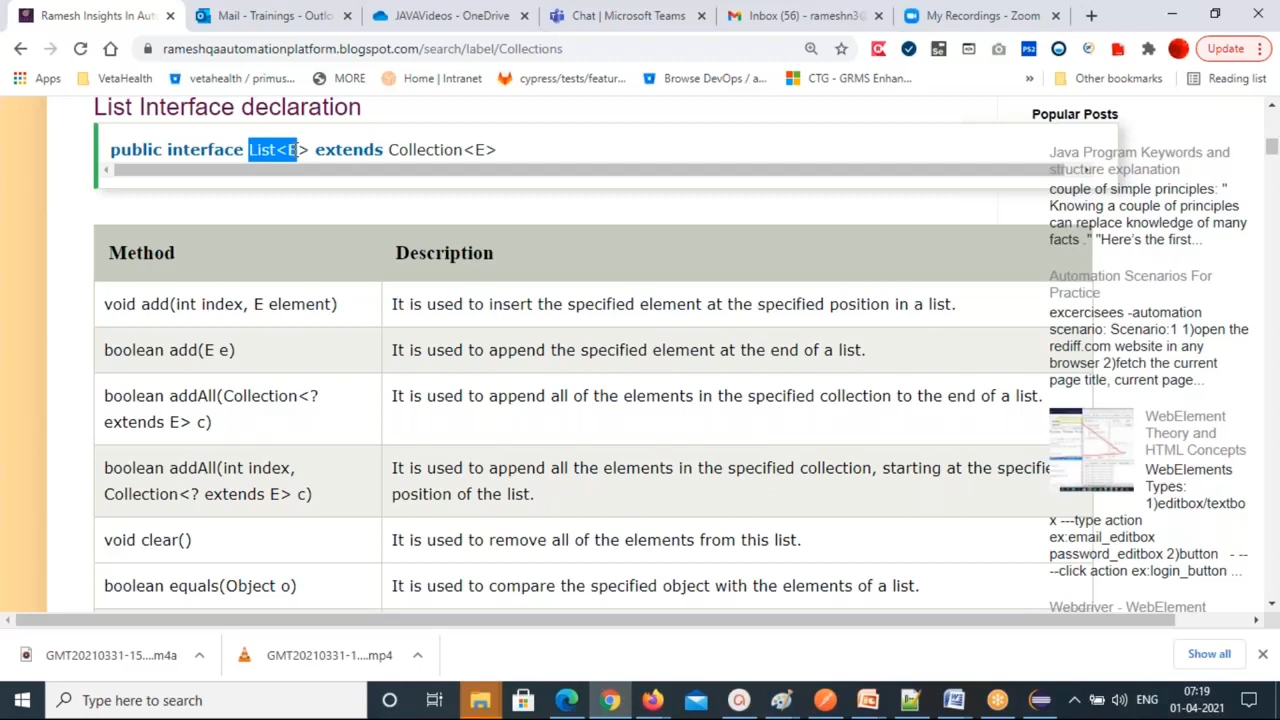 Ramesh Insights In Aut
Mail - Trainings - Outlo
JAVAVideos - OneDrive
Chat | Microsoft Teams
Inbox (56) - rameshn3@
My Recordings - Zoom
rameshqaautomationplatform.blogspot.com/search/label/Collections
Update
Apps
VetaHealth
vetahealth / primus...
MORE
Home | Intranet
cypress/tests/featur...
Browse DevOps / a...
CTG - GRMS Enhan...
»
Other bookmarks
Reading list
List Interface declaration
public interface List<E> extends Collection<E>
Method Description
void add(int index, E element) It is used to insert the specified element at the specified position in a list.
boolean add(E e) It is used to append the specified element at the end of a list.
boolean addAll(Collection<? It is used to append all of the elements in the specified collection to the end of a list.
extends E> c)
boolean addAll(int index, It is used to append all the elements in the specified collection, starting at the specifie
Collection<? extends E> c) position of the list.
void clear() It is used to remove all of the elements from this list.
boolean equals(Object o) It is used to compare the specified object with the elements of a list.
Popular Posts
Java Program Keywords and
structure explanation
couple of simple principles: "
Knowing a couple of principles
can replace knowledge of many
facts ." "Here's the first...
Automation Scenarios For
Practice
excercisees -automation
scenario: Scenario:1 1)open the
rediff.com website in any
browser 2)fetch the current
page title, current page...
WebElement
Theory and
HTML Concepts
WebElements
Types:
1)editbox/textbo
x ---type action
ex:email_editbox
password_editbox 2)button - --
--click action ex:login_button ...
Webdriver - WebElement
GMT20210331-15....m4a
GMT20210331-1....mp4
Show all
Type here to search
ENG
07:19
01-04-2021